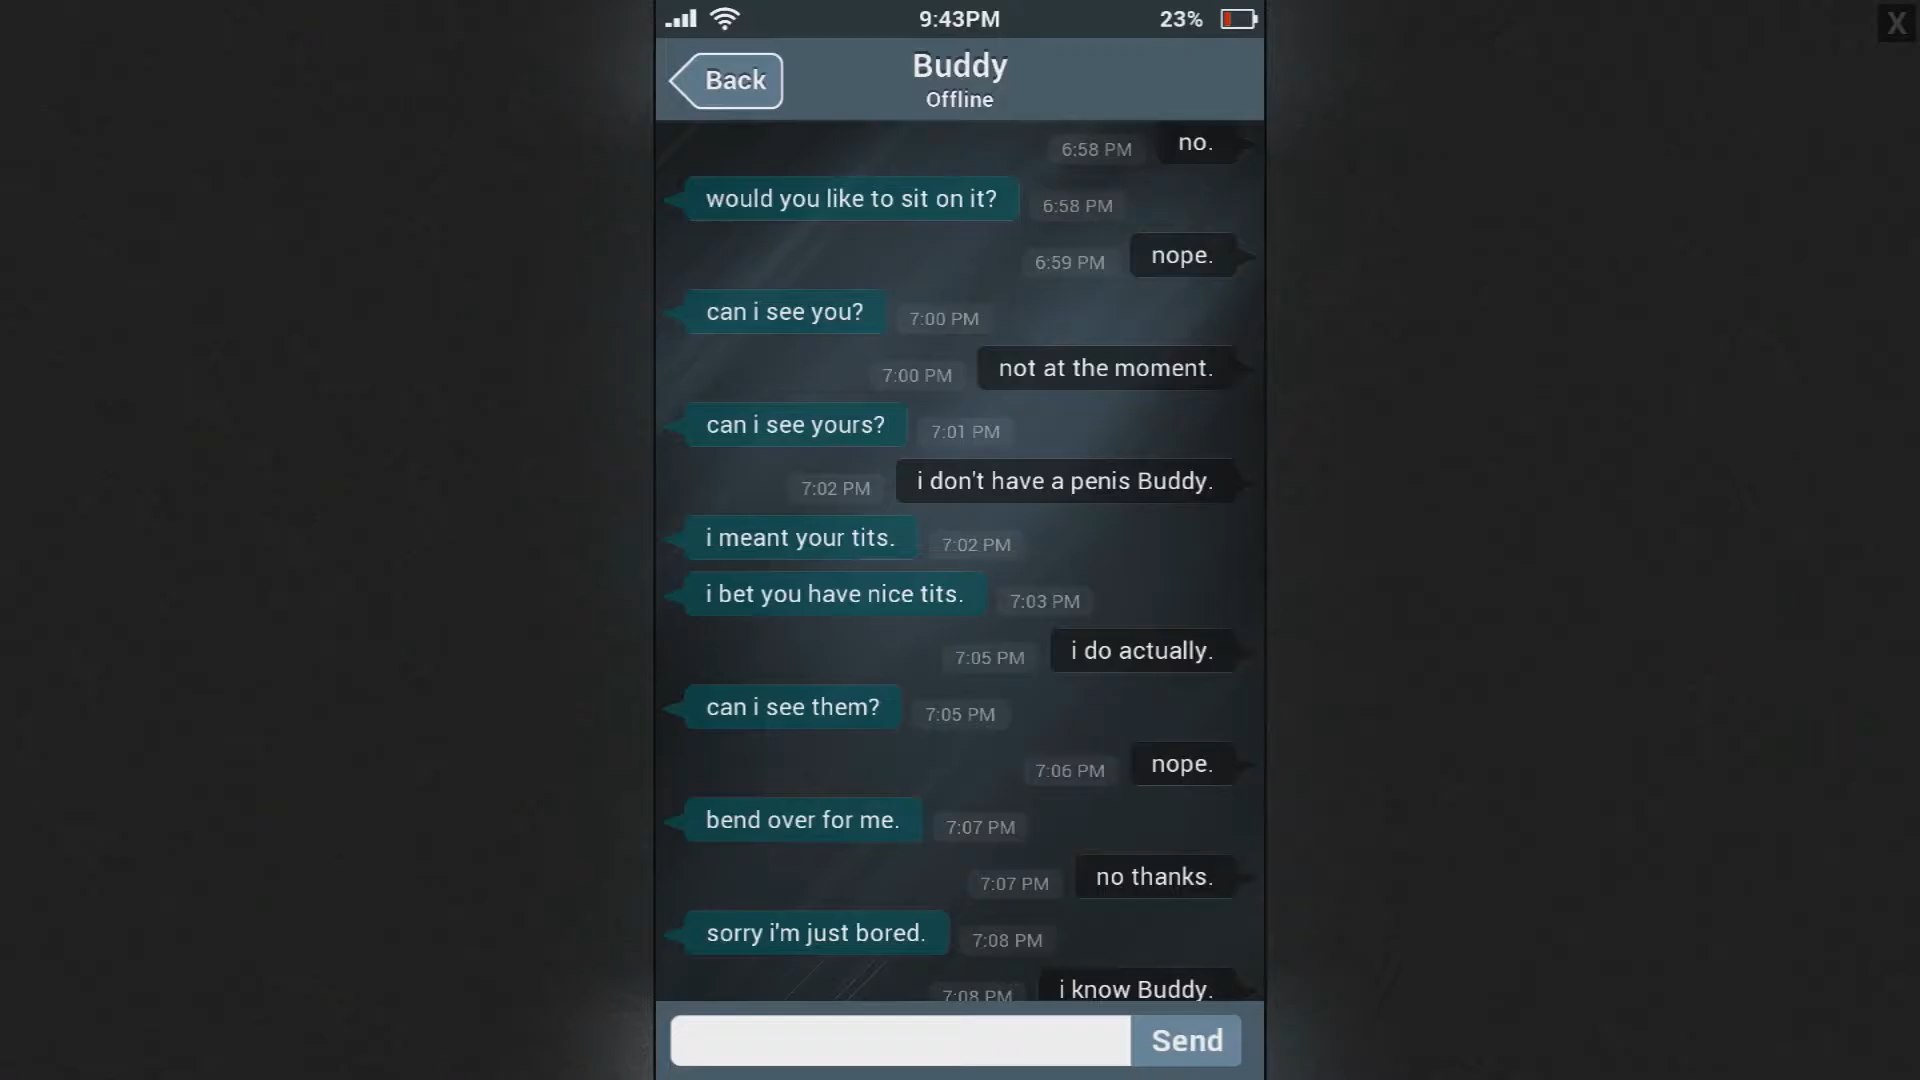 9:43PM
23%
X
Back
Buddy
Offline
6:58 PM no.
would you like to sit on it? 6:58 PM
6:59 PM nope.
can i see you? 7:00 PM
7:00 PM not at the moment.
can i see yours? 7:01 PM
7:02 PM i don't have a penis Buddy.
i meant your tits. 7:02 PM
i bet you have nice tits. 7:03 PM
7:05 PM i do actually.
can i see them? 7:05 PM
7:06 PM nope.
bend over for me. 7:07 PM
7:07 PM no thanks.
sorry i'm just bored. 7:08 PM
7:08 PM i know Buddy.
Send